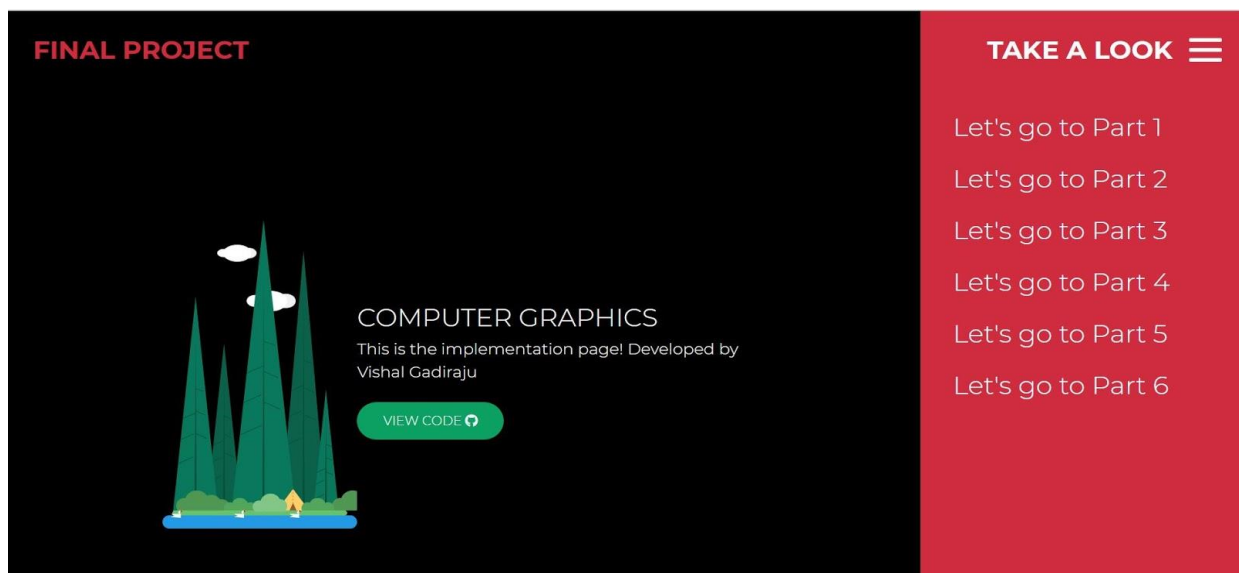 FINAL PROJECT
TAKE A LOOK
COMPUTER GRAPHICS
This is the implementation page! Developed by
Vishal Gadiraju
VIEW CODE
Let's go to Part 1
Let's go to Part 2
Let's go to Part 3
Let's go to Part 4
Let's go to Part 5
Let's go to Part 6